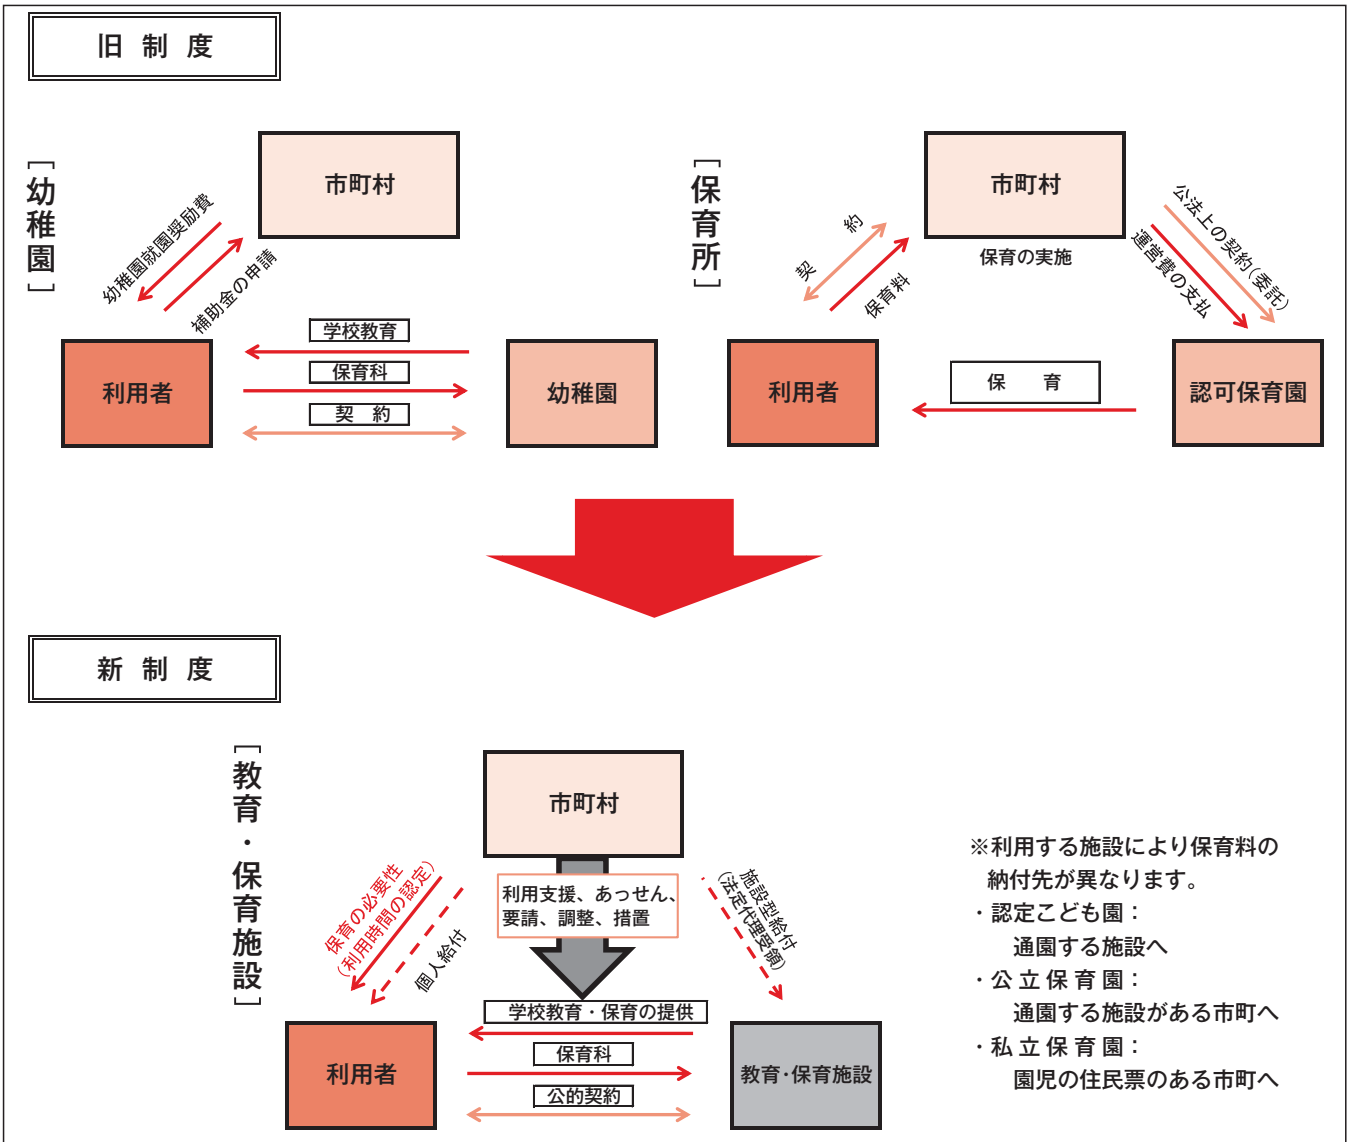 旧制度
[幼稚園]
市町村
幼稚園就園奨励費
補助金の申請
学校教育
保育科
契　約
利用者
幼稚園
[保育所]
市町村
保育の実施
契　約
保育料
公法上の契約(委託)
運営費の支払
保　育
利用者
認可保育園
新制度
[教育・保育施設]
市町村
保育の必要性
(利用時間の認定)
個人給付
利用支援、あっせん、
要請、調整、措置
施設型給付
(法定代理受領)
学校教育・保育の提供
保育科
公的契約
利用者
教育・保育施設
※利用する施設により保育料の
納付先が異なります。
・認定こども園：
通園する施設へ
・公立保育園：
通園する施設がある市町へ
・私立保育園：
園児の住民票のある市町へ